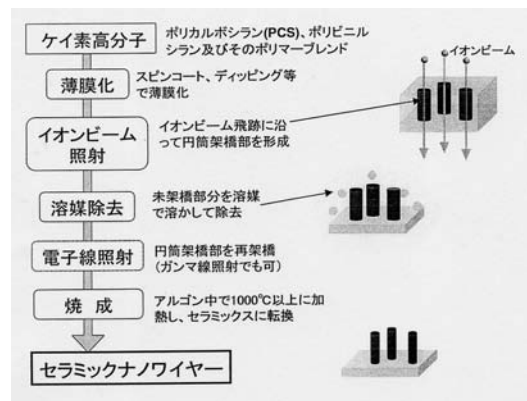 ケイ素高分子
ポリカルボシラン(PCS)、ポリビニル
シラン及びそのポリマーブレンド
イオンビーム
薄膜化
スピンコート、ディッピング等
で薄膜化
イオンビーム
照射
イオンビーム飛跡に沿
って円筒架橋部を形成
溶媒除去
未架橋部分を溶媒
で溶かして除去
電子線照射
円筒架橋部を再架橋
(ガンマ線照射でも可)
焼 成
アルゴン中で1000℃以上に加
熱し、セラミックスに転換
セラミックナノワイヤー